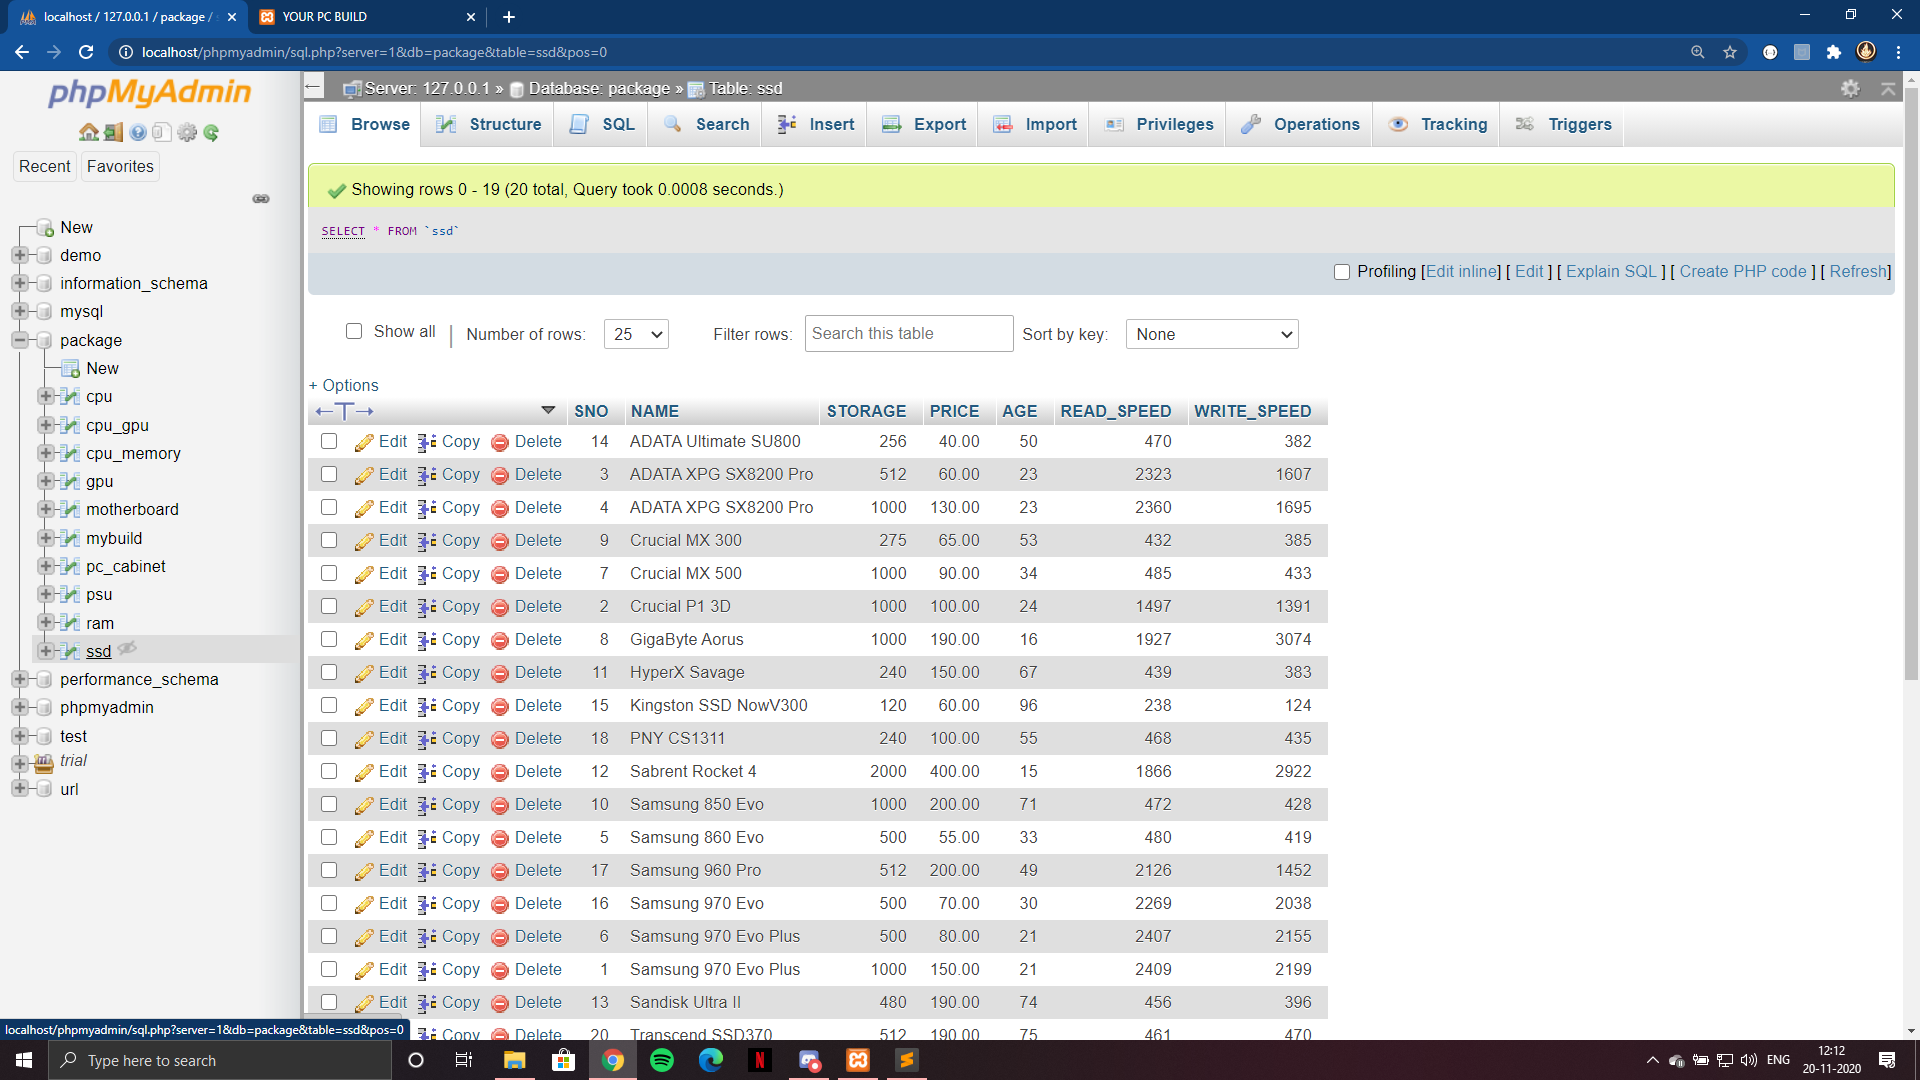 localhost / 127.0.0.1 / package / s
YOUR PC BUILD
localhost/phpmyadmin/sql.php?server=1&db=package&table=ssd&pos=0
phpMyAdmin
Recent Favorites
New
demo
information_schema
mysql
package
New
cpu
cpu_gpu
cpu_memory
gpu
motherboard
mybuild
pc_cabinet
psu
ram
ssd
performance_schema
phpmyadmin
test
trial
url
localhost/phpmyadmin/sql.php?server=1&db=package&table=ssd&pos=0
Server: 127.0.0.1 » Database: package » Table: ssd
Browse Structure SQL Search Insert Export Import Privileges Operations Tracking Triggers
Showing rows 0 - 19 (20 total, Query took 0.0008 seconds.)
SELECT * FROM `ssd`
Profiling [Edit inline] [ Edit ] [ Explain SQL ] [ Create PHP code ] [ Refresh]
Show all | Number of rows: 25 Filter rows: Search this table Sort by key: None
+ Options
←T→ SNO NAME STORAGE PRICE AGE READ_SPEED WRITE_SPEED
Edit Copy Delete 14 ADATA Ultimate SU800 256 40.00 50 470 382
Edit Copy Delete 3 ADATA XPG SX8200 Pro 512 60.00 23 2323 1607
Edit Copy Delete 4 ADATA XPG SX8200 Pro 1000 130.00 23 2360 1695
Edit Copy Delete 9 Crucial MX 300 275 65.00 53 432 385
Edit Copy Delete 7 Crucial MX 500 1000 90.00 34 485 433
Edit Copy Delete 2 Crucial P1 3D 1000 100.00 24 1497 1391
Edit Copy Delete 8 GigaByte Aorus 1000 190.00 16 1927 3074
Edit Copy Delete 11 HyperX Savage 240 150.00 67 439 383
Edit Copy Delete 15 Kingston SSD NowV300 120 60.00 96 238 124
Edit Copy Delete 18 PNY CS1311 240 100.00 55 468 435
Edit Copy Delete 12 Sabrent Rocket 4 2000 400.00 15 1866 2922
Edit Copy Delete 10 Samsung 850 Evo 1000 200.00 71 472 428
Edit Copy Delete 5 Samsung 860 Evo 500 55.00 33 480 419
Edit Copy Delete 17 Samsung 960 Pro 512 200.00 49 2126 1452
Edit Copy Delete 16 Samsung 970 Evo 500 70.00 30 2269 2038
Edit Copy Delete 6 Samsung 970 Evo Plus 500 80.00 21 2407 2155
Edit Copy Delete 1 Samsung 970 Evo Plus 1000 150.00 21 2409 2199
Edit Copy Delete 13 Sandisk Ultra II 480 190.00 74 456 396
Edit Copy Delete 20 Transcend SSD370 512 190.00 75 461 470
Type here to search
ENG
12:12
20-11-2020